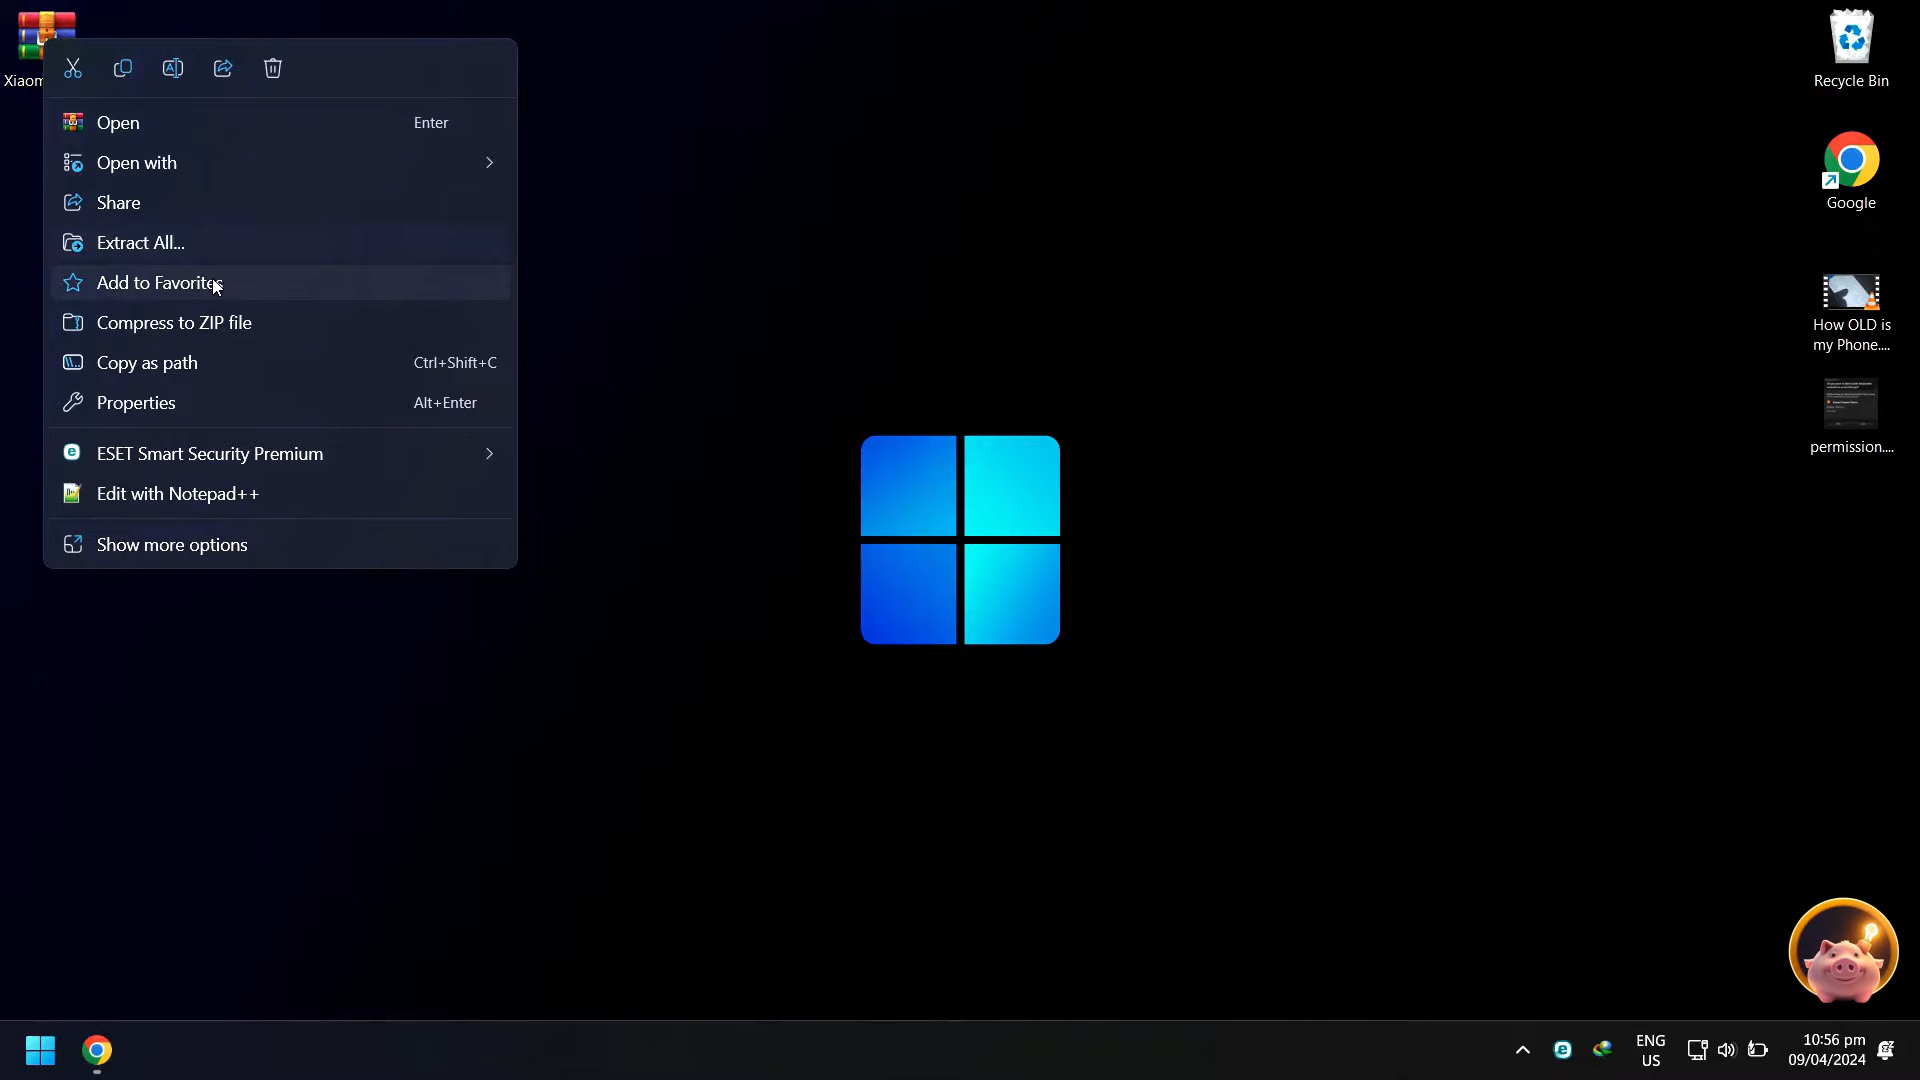 Xiaom
Open Enter
Open with
Share
Extract All...
Add to Favorites
Compress to ZIP file
Copy as path Ctrl+Shift+C
Properties Alt+Enter
ESET Smart Security Premium
Edit with Notepad++
Show more options
Recycle Bin
Google
How OLD is
my Phone....
permission....
ENG
US
10:56 pm
09/04/2024